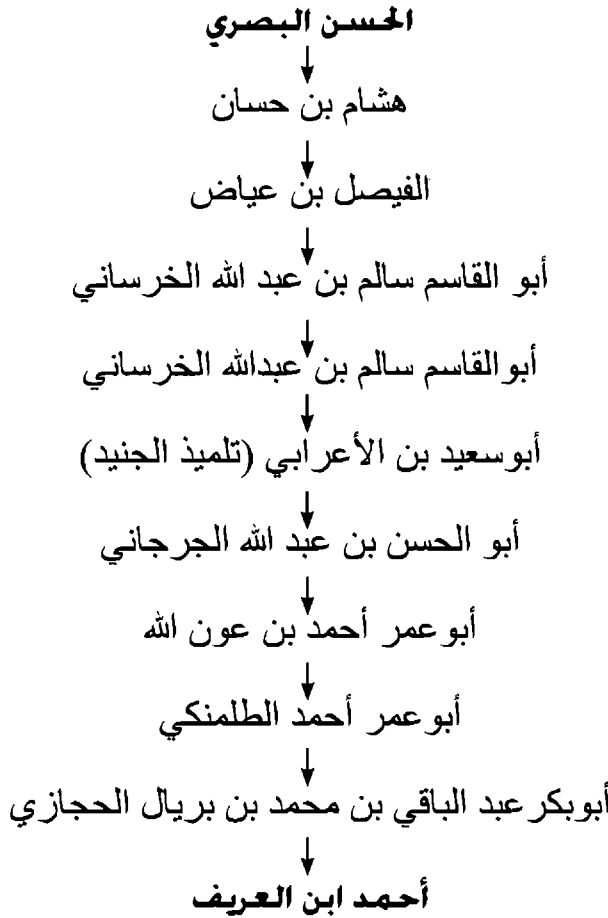 الحسن البصري
هشام بن حسان
الفيصل بن عياض
أبو القاسم سالم بن عبد الله الخرساني
أبوالقاسم سالم بن عبدالله الخرساني
أبوسعيد بن الأعرابي (تلميذ الجنيد)
أبو الحسن بن عبد الله الجرجاني
أبوعمر أحمد بن عون الله
أبوعمر أحمد الطلمنكي
أبوبكر عبد الباقي بن محمد بن بريال الحجازي
أحمد ابن العريف